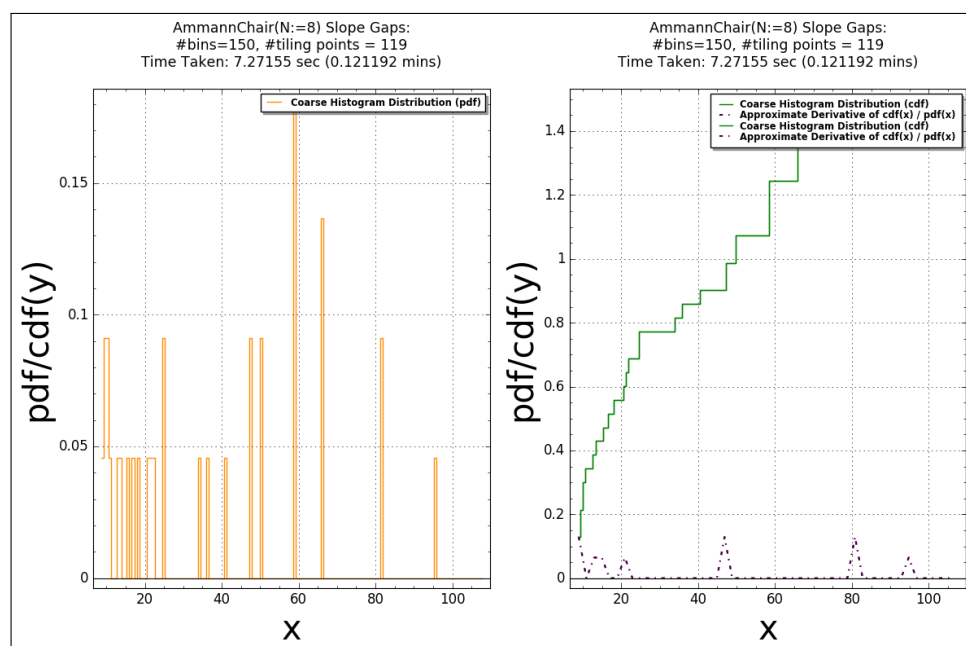 AmmannChair(N:=8) Slope Gaps:
#bins=150, #tiling points = 119
Time Taken: 7.27155 sec (0.121192 mins)
Coarse Histogram Distribution (pdf)
0.15
0.1
0.05
0
pdf/cdf(y)
20 40 60 80 100
x
AmmannChair(N:=8) Slope Gaps:
#bins=150, #tiling points = 119
Time Taken: 7.27155 sec (0.121192 mins)
Coarse Histogram Distribution (cdf)
Approximate Derivative of cdf(x) / pdf(x)
Coarse Histogram Distribution (cdf)
Approximate Derivative of cdf(x) / pdf(x)
1.4
1.2
1
0.8
0.6
0.4
0.2
0
pdf/cdf(y)
20 40 60 80 100
x